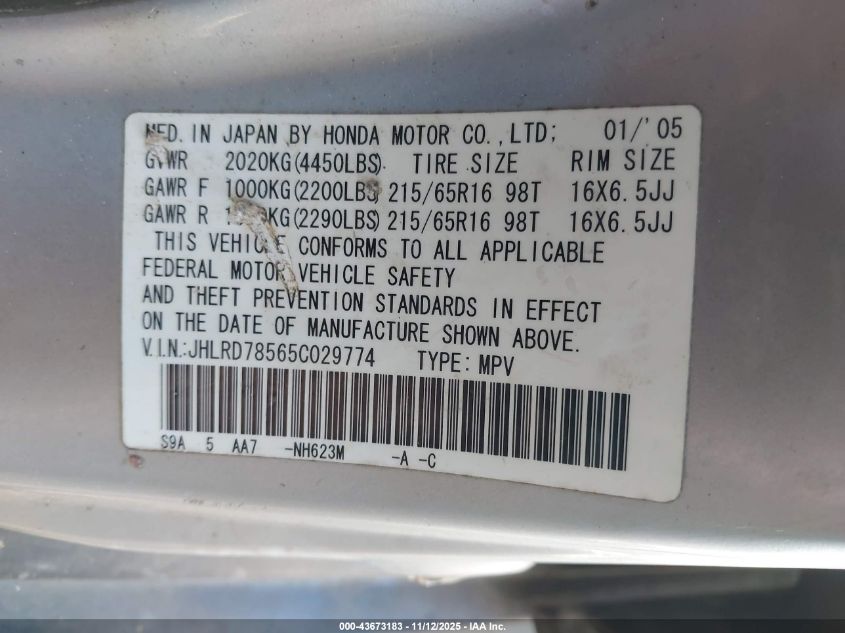 MFD. IN JAPAN BY HONDA MOTOR CO.,LTD; 01/'05
GVWR 2020KG(4450LBS) TIRE SIZE RIM SIZE
GAWR F 1000KG(2200LBS) 215/65R16 98T 16X6.5JJ
GAWR R KG(2290LBS) 215/65R16 98T 16X6.5JJ
THIS VEHICLE CONFORMS TO ALL APPLICABLE
FEDERAL MOTOR VEHICLE SAFETY
AND THEFT PREVENTION STANDARDS IN EFFECT
ON THE DATE OF MANUFACTURE SHOWN ABOVE.
V.I.N.:JHLRD78565C029774 TYPE: MPV
S9A 5 AA7 -NH623M -A -C
000-43673183 - 11/12/2025 - IAA Inc.